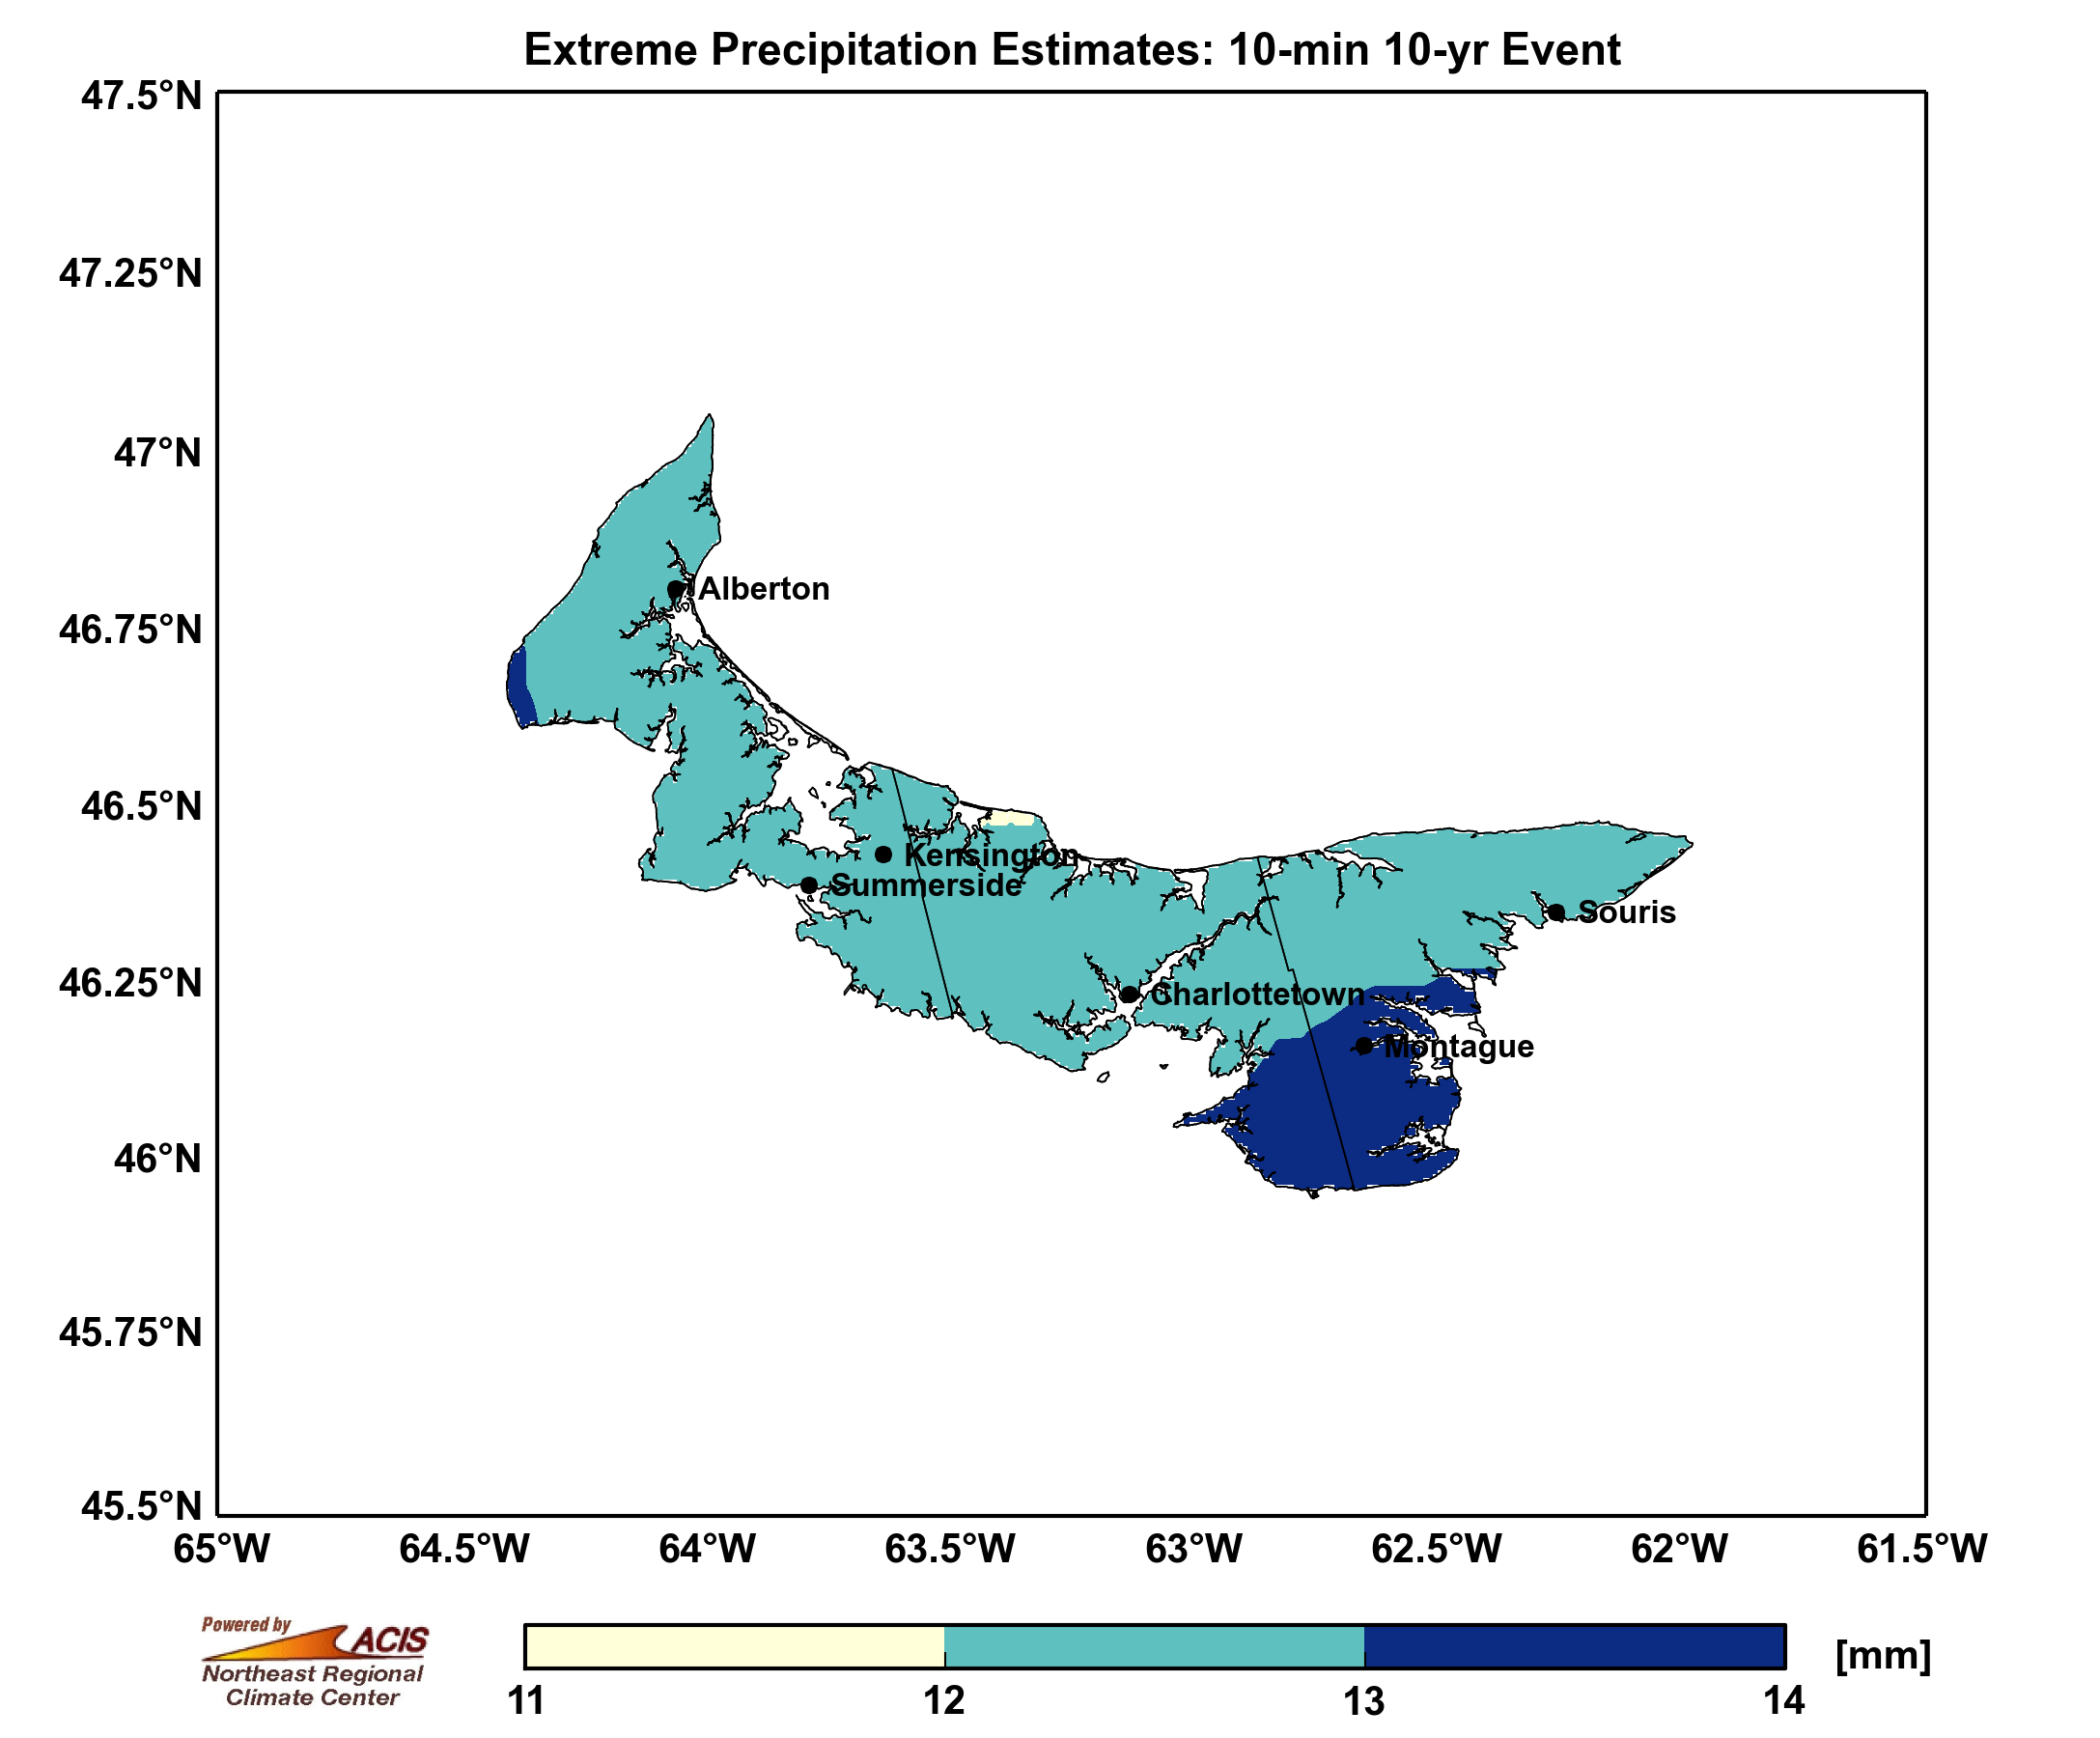 Extreme Precipitation Estimates: 10-min 10-yr Event
47.5°N
47.25°N
47°N
46.75°N
46.5°N
46.25°N
46°N
45.75°N
45.5°N
Alberton
Kensington
Summerside
Souris
Charlottetown
Montague
65°W 64.5°W 64°W 63.5°W 63°W 62.5°W 62°W 61.5°W
Powered by
ACIS
Northeast Regional
Climate Center
[mm]
11 12 13 14